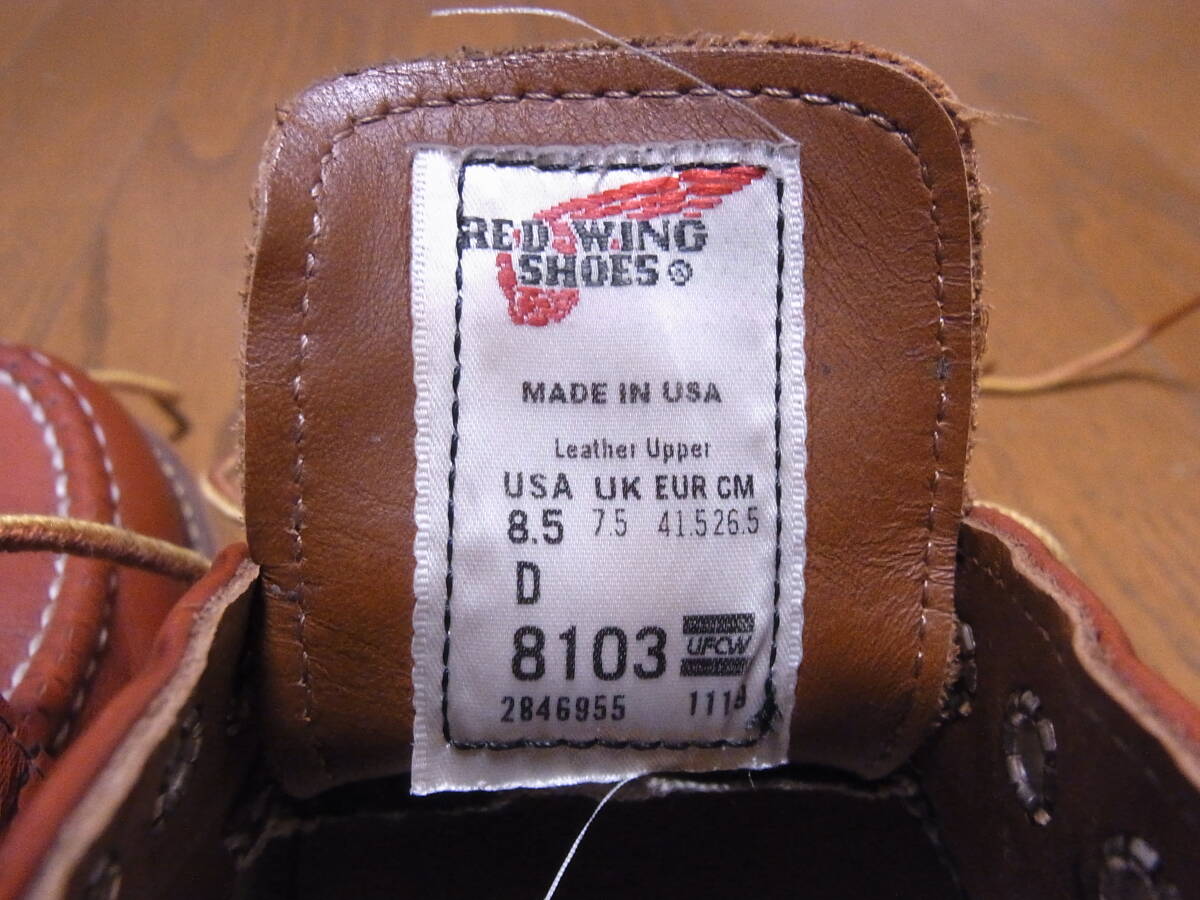 RED WING
SHOES ®
MADE IN USA
Leather Upper
USA UK EUR CM
8.5 7.5 41.5 26.5
D
8103 UFCW
2846955